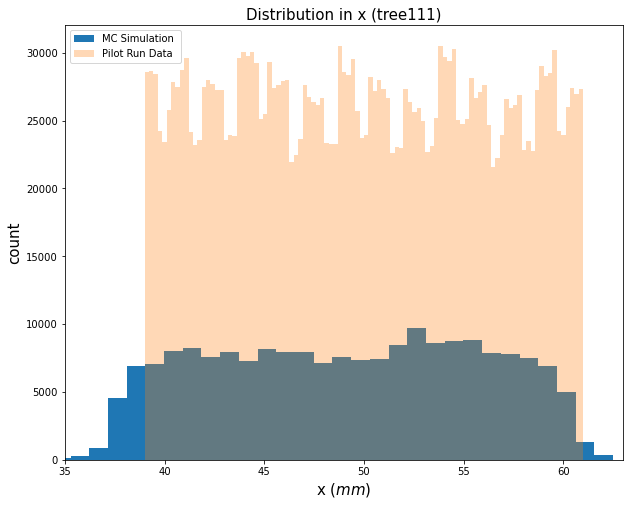 Distribution in x (tree111)
MC Simulation
Pilot Run Data
30000
25000
20000
15000
10000
5000
0
count
35 40 45 50 55 60
x (mm)